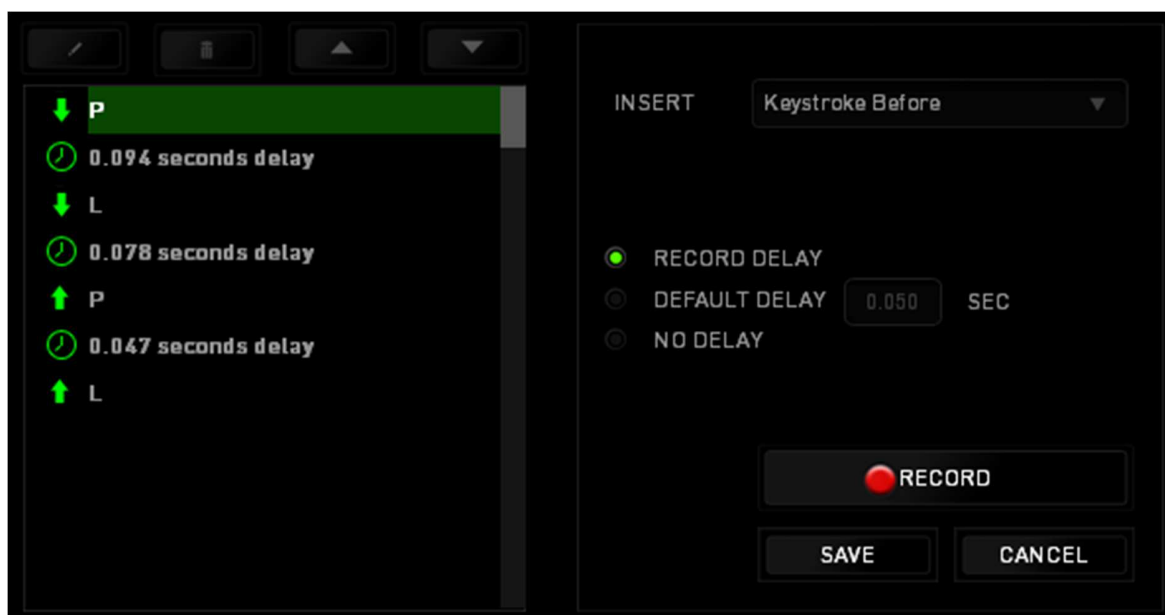 P
0.094 seconds delay
L
0.078 seconds delay
P
0.047 seconds delay
L
INSERT Keystroke Before
RECORD DELAY
DEFAULT DELAY 0.050 SEC
NO DELAY
RECORD
SAVE CANCEL